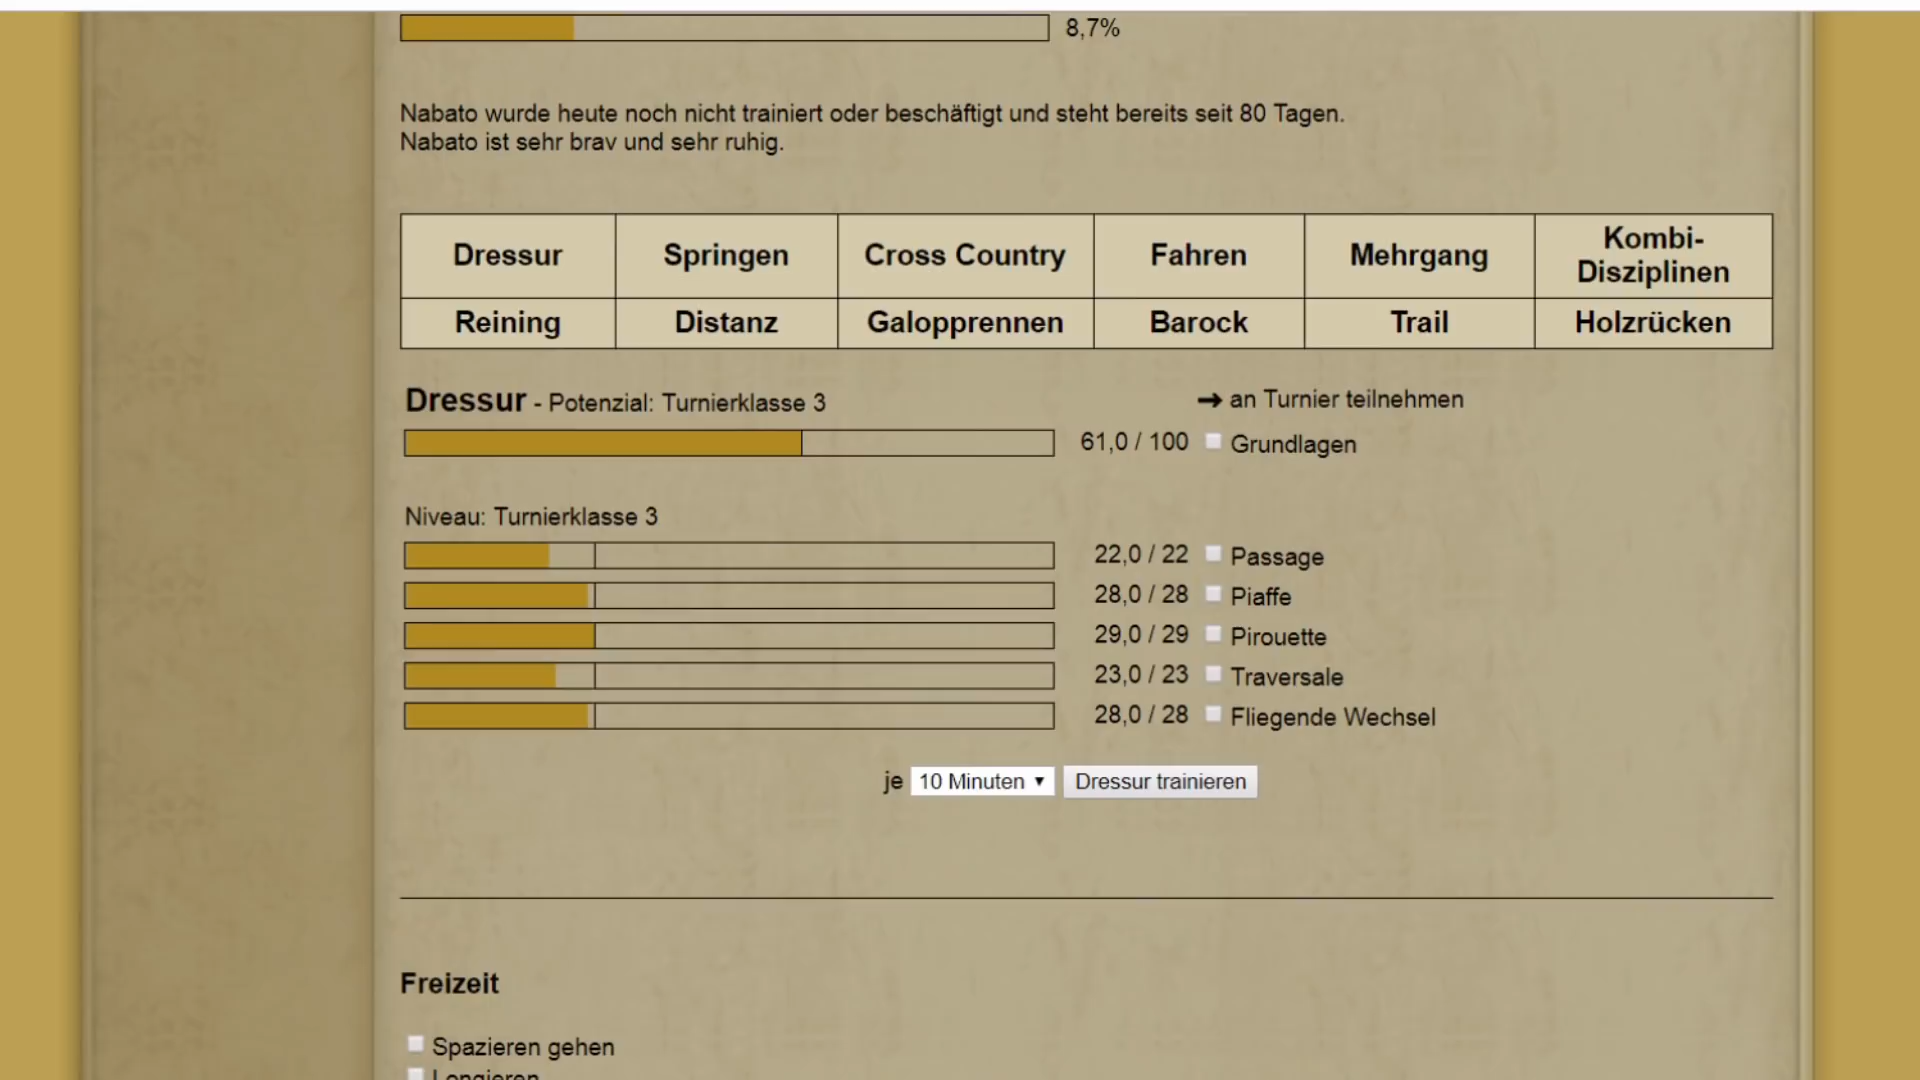 8,7%
Nabato wurde heute noch nicht trainiert oder beschäftigt und steht bereits seit 80 Tagen.
Nabato ist sehr brav und sehr ruhig.
Dressur Springen Cross Country Fahren Mehrgang Kombi-
Disziplinen
Reining Distanz Galopprennen Barock Trail Holzrücken
Dressur - Potenzial: Turnierklasse 3 ➔ an Turnier teilnehmen
61,0 / 100 Grundlagen
Niveau: Turnierklasse 3
22,0 / 22 Passage
28,0 / 28 Piaffe
29,0 / 29 Pirouette
23,0 / 23 Traversale
28,0 / 28 Fliegende Wechsel
je 10 Minuten Dressur trainieren
Freizeit
Spazieren gehen
Longieren